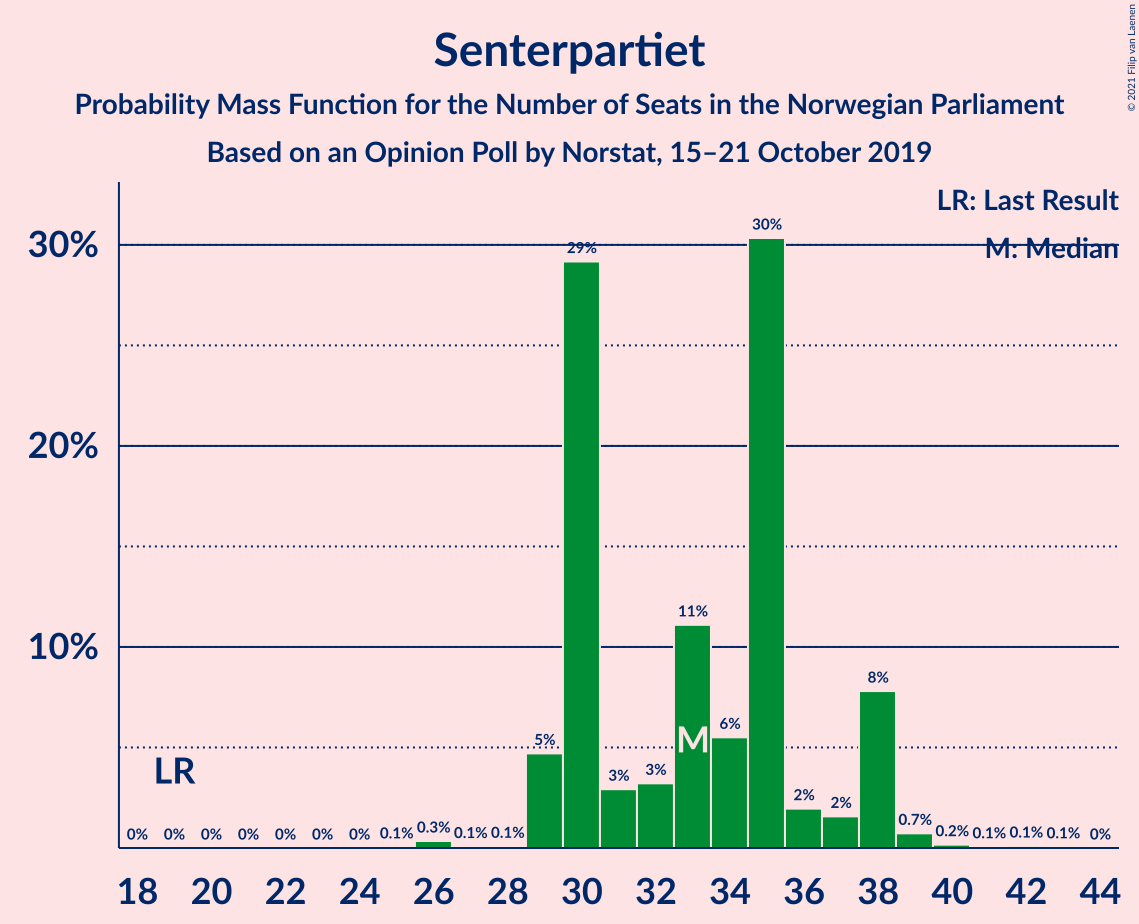 Senterpartiet
Probability Mass Function for the Number of Seats in the Norwegian Parliament
Based on an Opinion Poll by Norstat, 15–21 October 2019
© 2021 Filip van Laenen
LR: Last Result
M: Median
30%
20%
10%
0% 0% 0% 0% 0% 0% 0% 0.1% 0.3% 0.1% 0.1% 5% 29% 3% 3% 11% 6% 30% 2% 2% 8% 0.7% 0.2% 0.1% 0.1% 0.1% 0%
LR
M
18 20 22 24 26 28 30 32 34 36 38 40 42 44